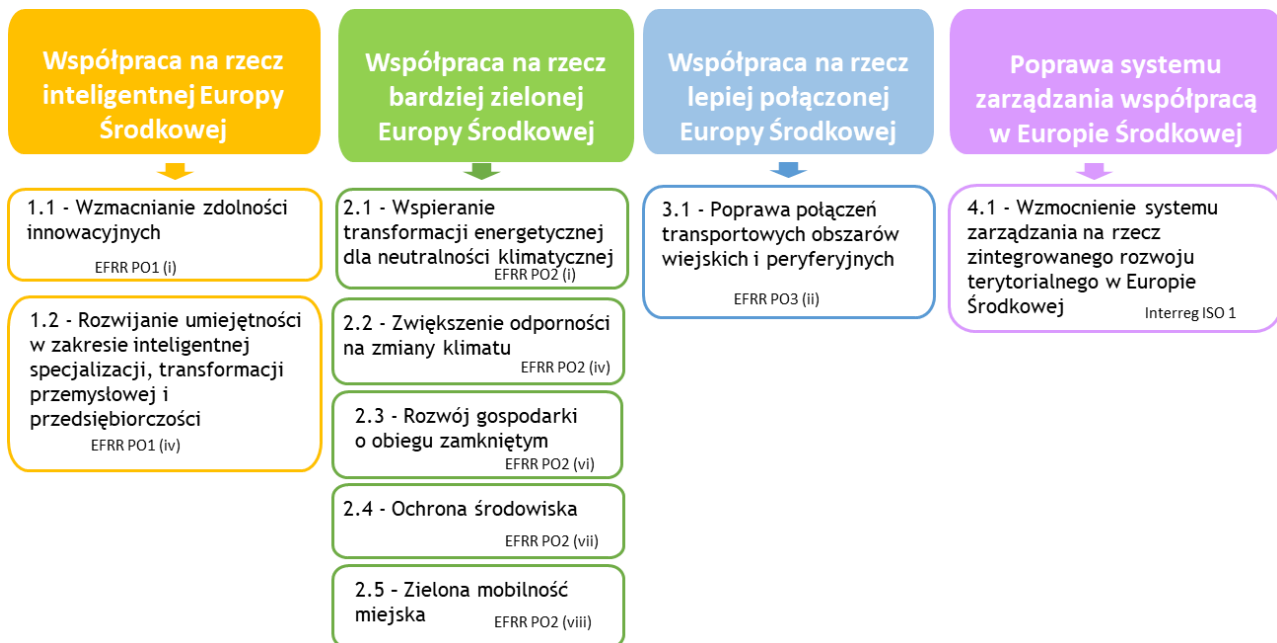 Współpraca na rzecz
inteligentnej Europy
Środkowej
1.1 - Wzmacnianie zdolności
innowacyjnych
EFRR PO1 (i)
1.2 - Rozwijanie umiejętności
w zakresie inteligentnej
specjalizacji, transformacji
przemysłowej i
przedsiębiorczości
EFRR PO1 (iv)
Współpraca na rzecz
bardziej zielonej
Europy Środkowej
2.1 - Wspieranie
transformacji energetycznej
dla neutralności klimatycznej
EFRR PO2 (i)
2.2 - Zwiększenie odporności
na zmiany klimatu
EFRR PO2 (iv)
2.3 - Rozwój gospodarki
o obiegu zamkniętym
EFRR PO2 (vi)
2.4 - Ochrona środowiska
EFRR PO2 (vii)
2.5 – Zielona mobilność
miejska
EFRR PO2 (viii)
Współpraca na rzecz
lepiej połączonej
Europy Środkowej
3.1 - Poprawa połączeń
transportowych obszarów
wiejskich i peryferyjnych
EFRR PO3 (ii)
Poprawa systemu
zarządzania współpracą
w Europie Środkowej
4.1 - Wzmocnienie systemu
zarządzania na rzecz
zintegrowanego rozwoju
terytorialnego w Europie
Środkowej
Interreg ISO 1